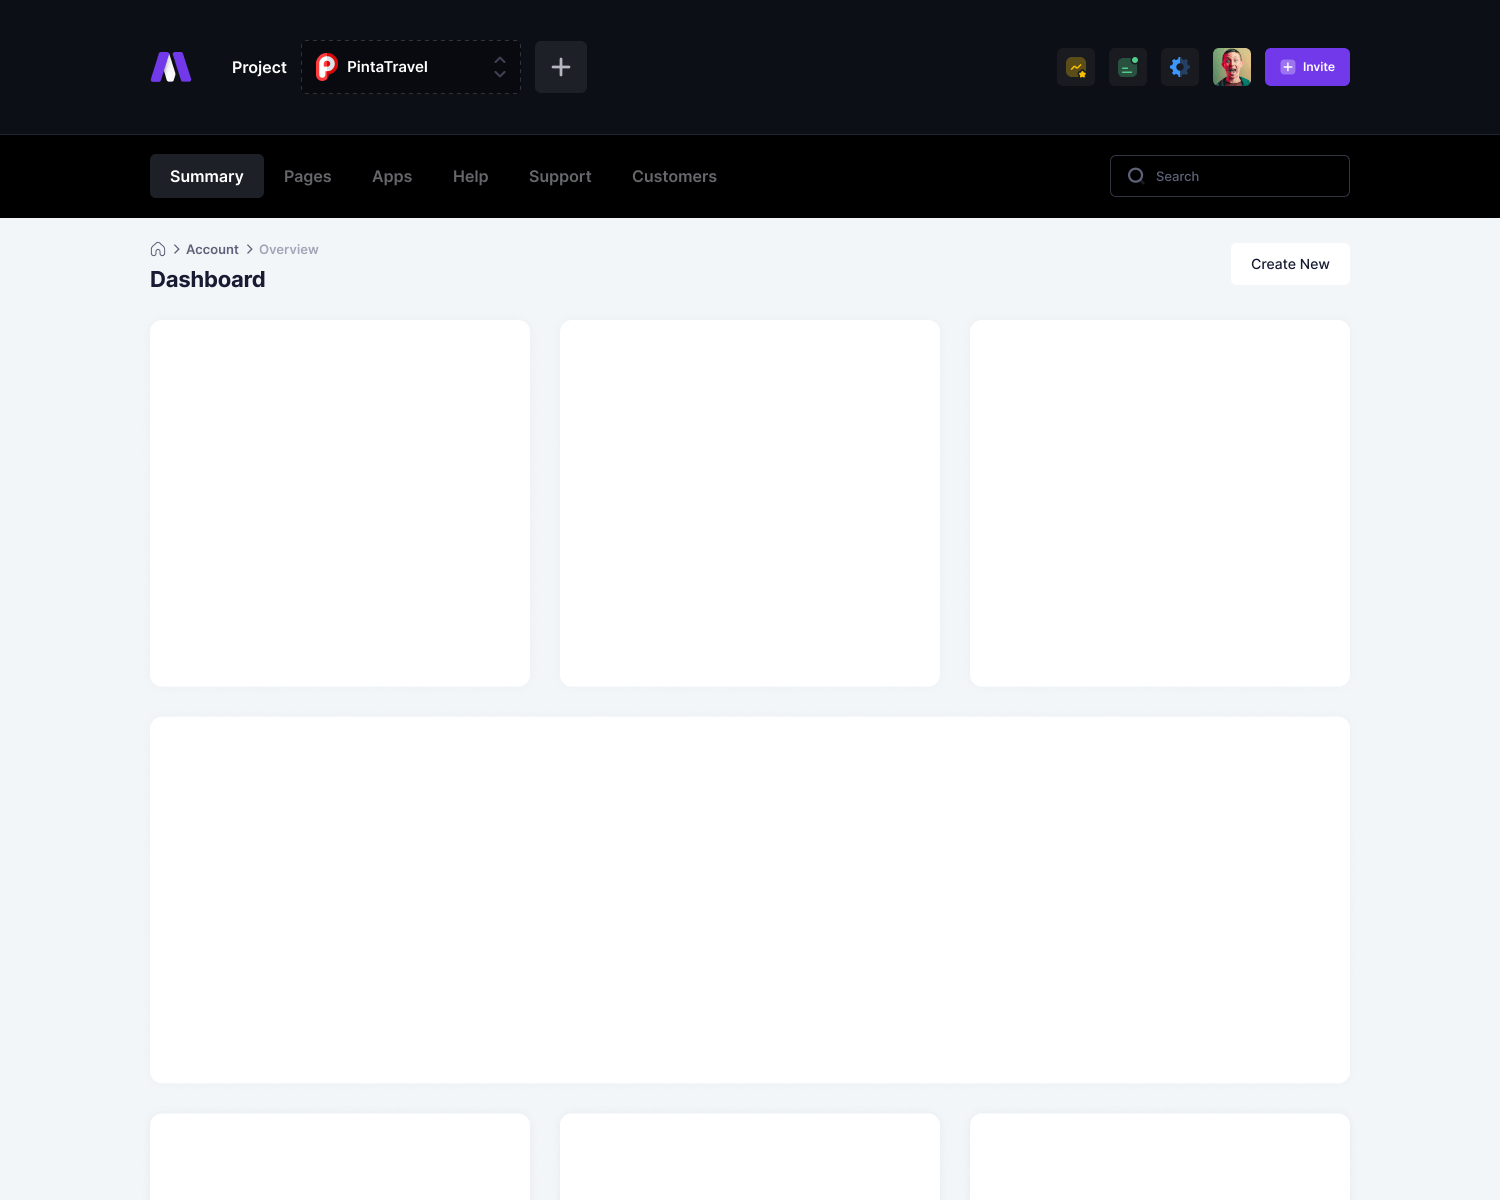 Project
PintaTravel
Invite
Summary
Pages
Apps
Help
Support
Customers
Search
Account
Overview
Create New
Dashboard